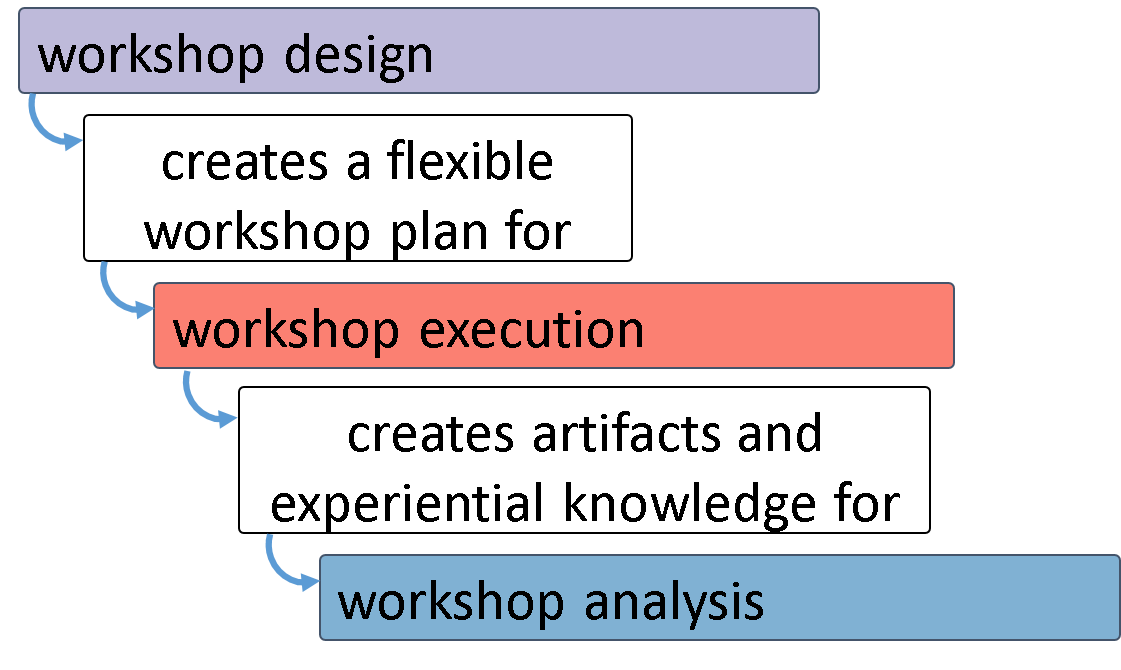 workshop design
creates a flexible
workshop plan for
workshop execution
creates artifacts and
experiential knowledge for
workshop analysis